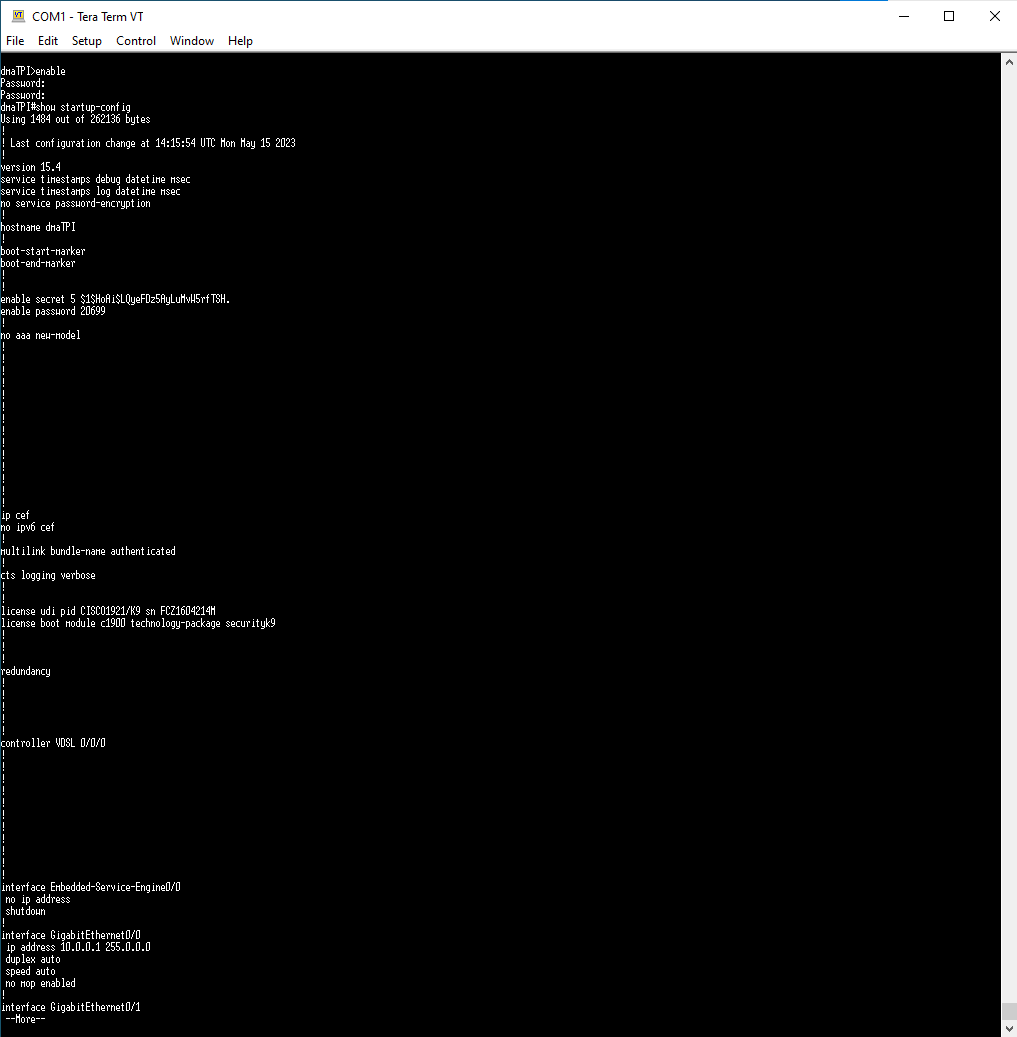 COM1 - Tera Term VT
File Edit Setup Control Window Help
dmaTPI>enable
Password:
Password:
dmaTPI#show startup-config
Using 1484 out of 262136 bytes
!
! Last configuration change at 14:15:54 UTC Mon May 15 2023
!
version 15.4
service timestamps debug datetime msec
service timestamps log datetime msec
no service password-encryption
!
hostname dmaTPI
!
boot-start-marker
boot-end-marker
!
!
enable secret 5 $1$HoAi$LQyeFDz5AyLuMvW5rfTSH.
enable password 20699
!
no aaa new-model
!
!
!
!
!
!
!
!
!
!
!
!
!
!
ip cef
no ipv6 cef
!
multilink bundle-name authenticated
!
cts logging verbose
!
!
license udi pid CISCO1921/K9 sn FCZ1604214M
license boot module c1900 technology-package securityk9
!
!
!
redundancy
!
!
!
!
!
controller VDSL 0/0/0
!
!
!
!
!
!
!
!
!
!
!
interface Embedded-Service-Engine0/0
no ip address
shutdown
!
interface GigabitEthernet0/0
ip address 10.0.0.1 255.0.0.0
duplex auto
speed auto
no mop enabled
!
interface GigabitEthernet0/1
--More--